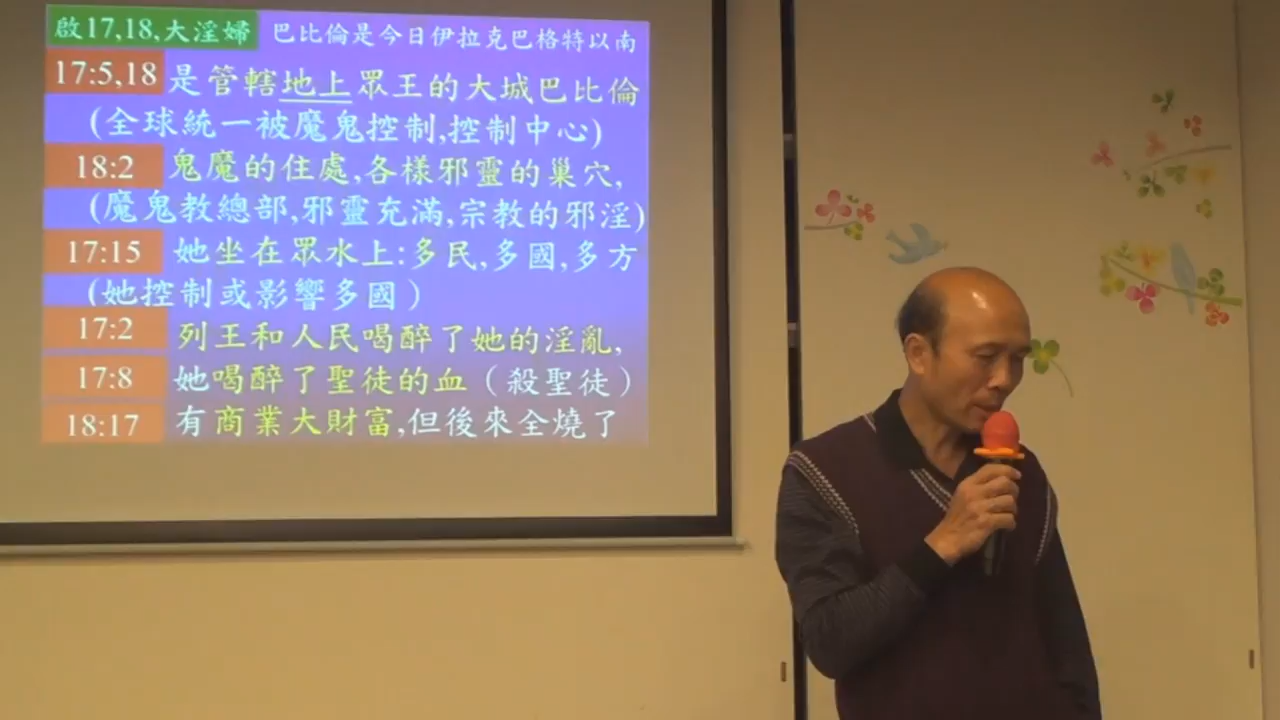 啟17,18,大淫婦 巴比倫是今日伊拉克巴格特以南
17:5,18 是管轄地上眾王的大城巴比倫
(全球統一被魔鬼控制,控制中心)
18:2 鬼魔的住處,各樣邪靈的巢穴,
(魔鬼教總部,邪靈充滿,宗教的邪淫)
17:15 她坐在眾水上:多民,多國,多方
(她控制或影響多國)
17:2 列王和人民喝醉了她的淫亂,
17:8 她喝醉了聖徒的血(殺聖徒)
18:17 有商業大財富,但後來全燒了